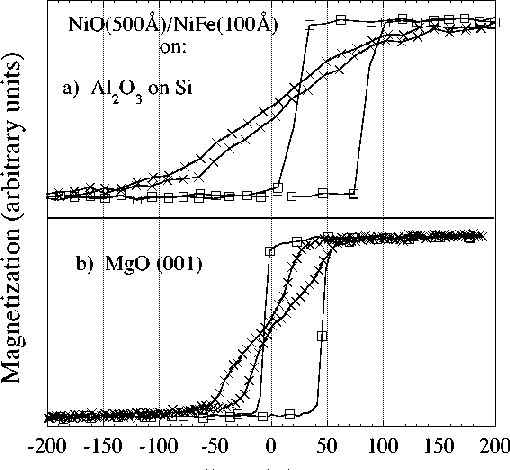 NiO(500Å)/NiFe(100Å)
on:
a) Al2O3 on Si
Magnetization (arbitrary units)
b) MgO (001)
-200 -150 -100 -50 0 50 100 150 200